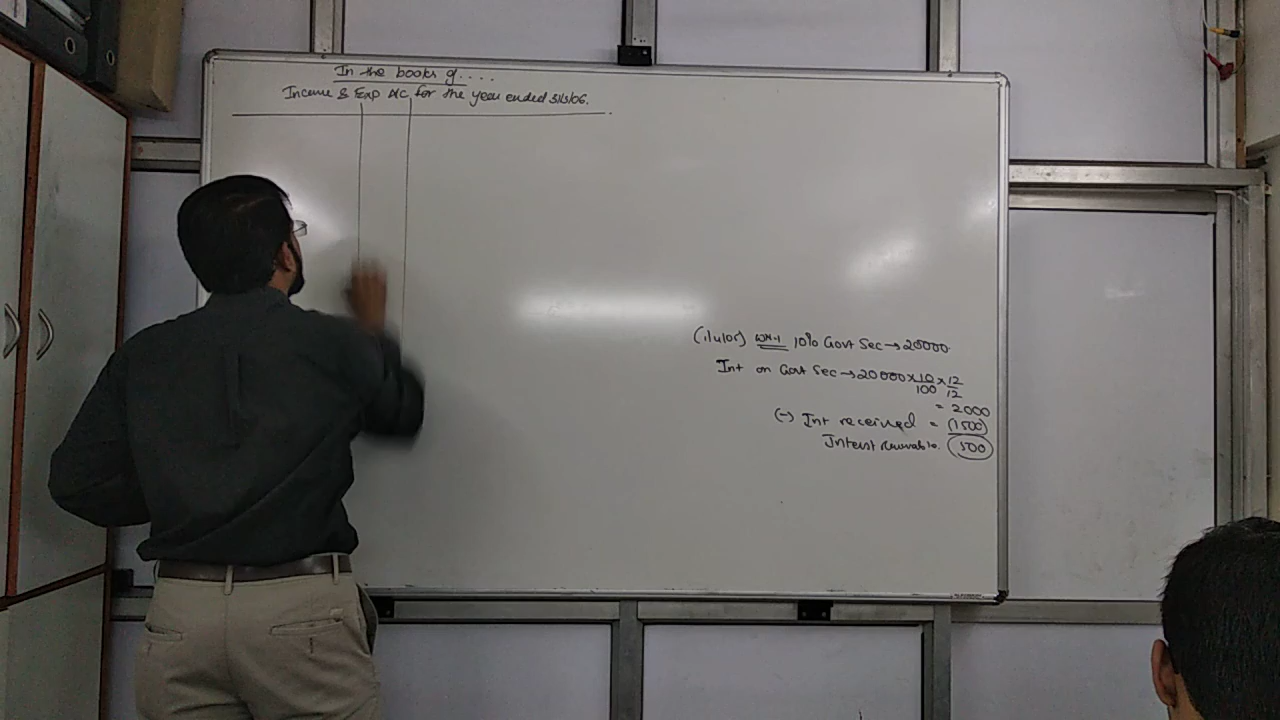 In the books of....
Income & Exp A/C for the year ended 31/3/06.
(1/4/05) WN-1 10% Govt Sec→20000
Int on Govt Sec→20000×10/100×12/12
= 2000
(-) Int received = (1500)
Interest receivable. 500